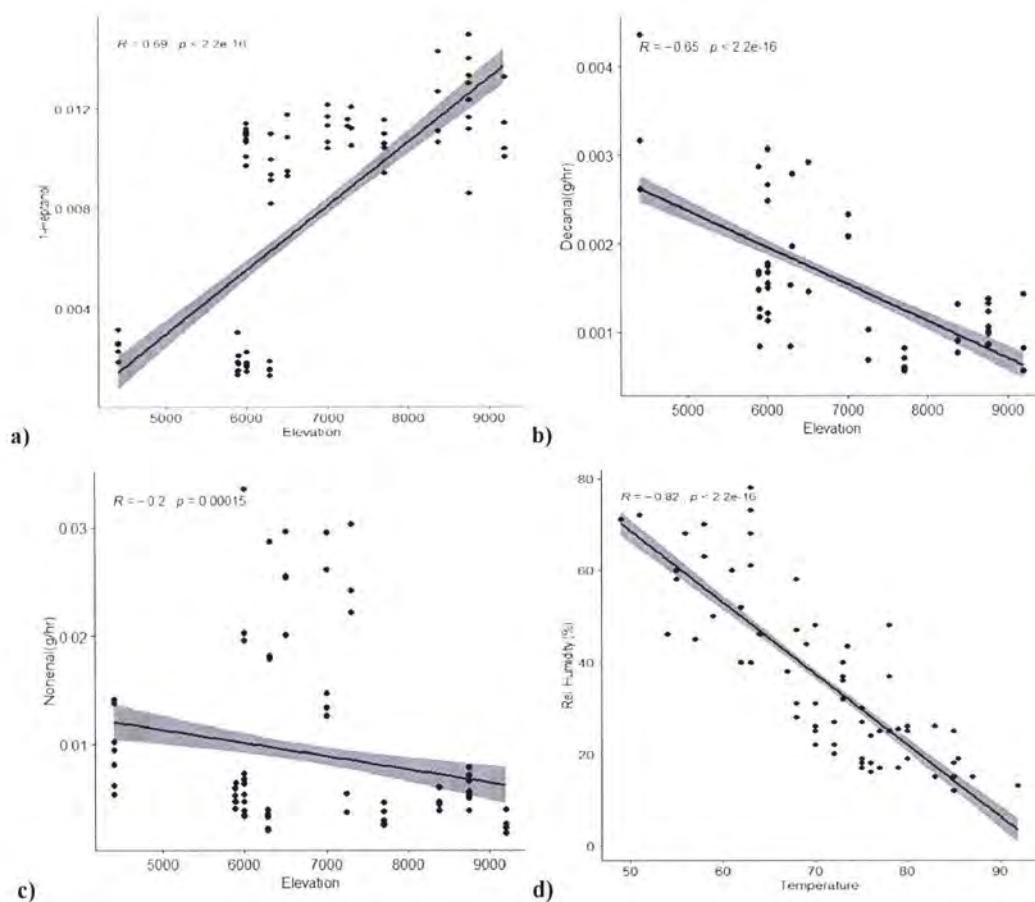 R = 0.69 p < 2.2e-16
0.012
0.008
0.004
1-Heptanol
5000 6000 7000 8000 9000
Elevation
a)
R = −0.65 p < 2.2e-16
0.004
0.003
0.002
0.001
Decanal(g/hr)
5000 6000 7000 8000 9000
Elevation
b)
R = −0.2 p = 0.00015
0.03
0.02
0.01
Nonenal(g/hr)
5000 6000 7000 8000 9000
Elevation
c)
R = −0.82 p < 2.2e-16
80
60
40
20
0
Rel. Humidity (%)
50 60 70 80 90
Temperature
d)